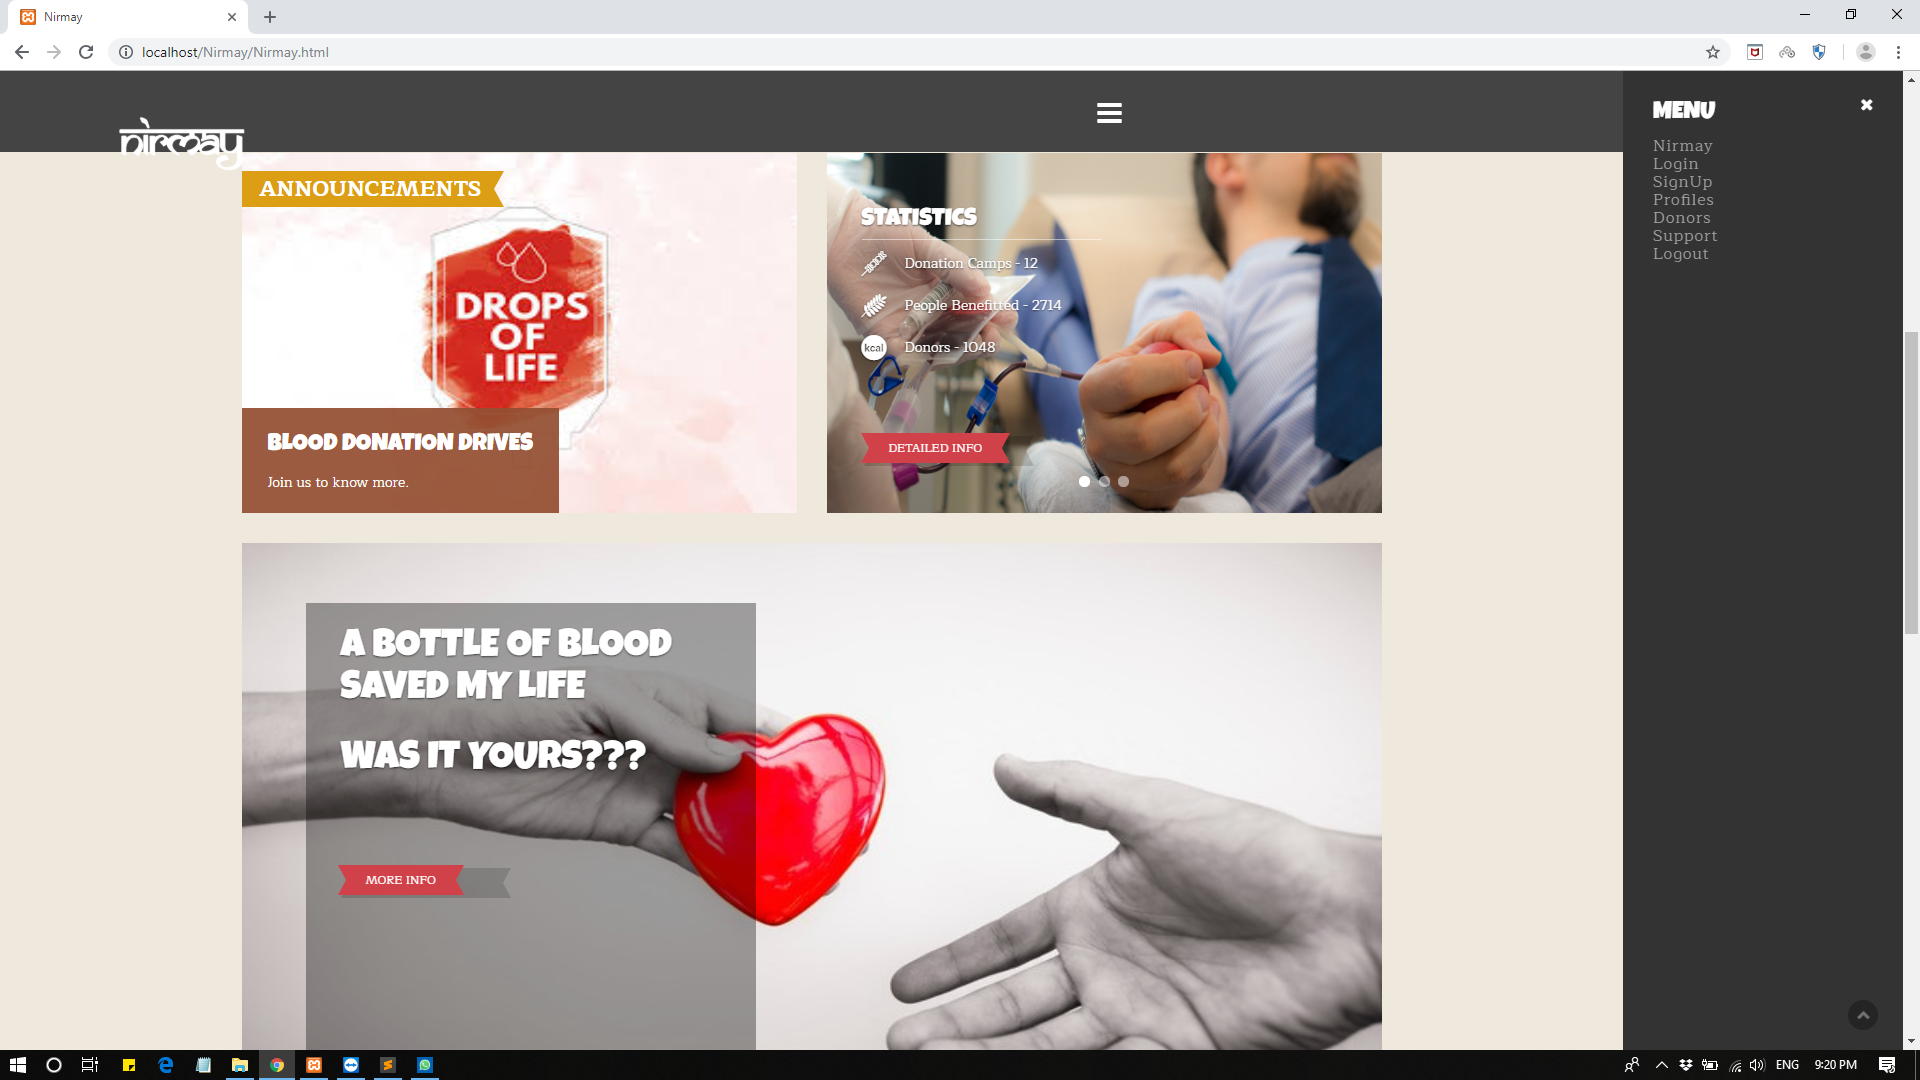 Nirmay
localhost/Nirmay/Nirmay.html
nirmay
MENU
Nirmay
Login
SignUp
Profiles
Donors
Support
Logout
ANNOUNCEMENTS
DROPS
OF
LIFE
BLOOD DONATION DRIVES
Join us to know more.
STATISTICS
Donation Camps - 12
People Benefitted - 2714
kcal
Donors - 1048
DETAILED INFO
A BOTTLE OF BLOOD
SAVED MY LIFE
WAS IT YOURS???
MORE INFO
ENG
9:20 PM